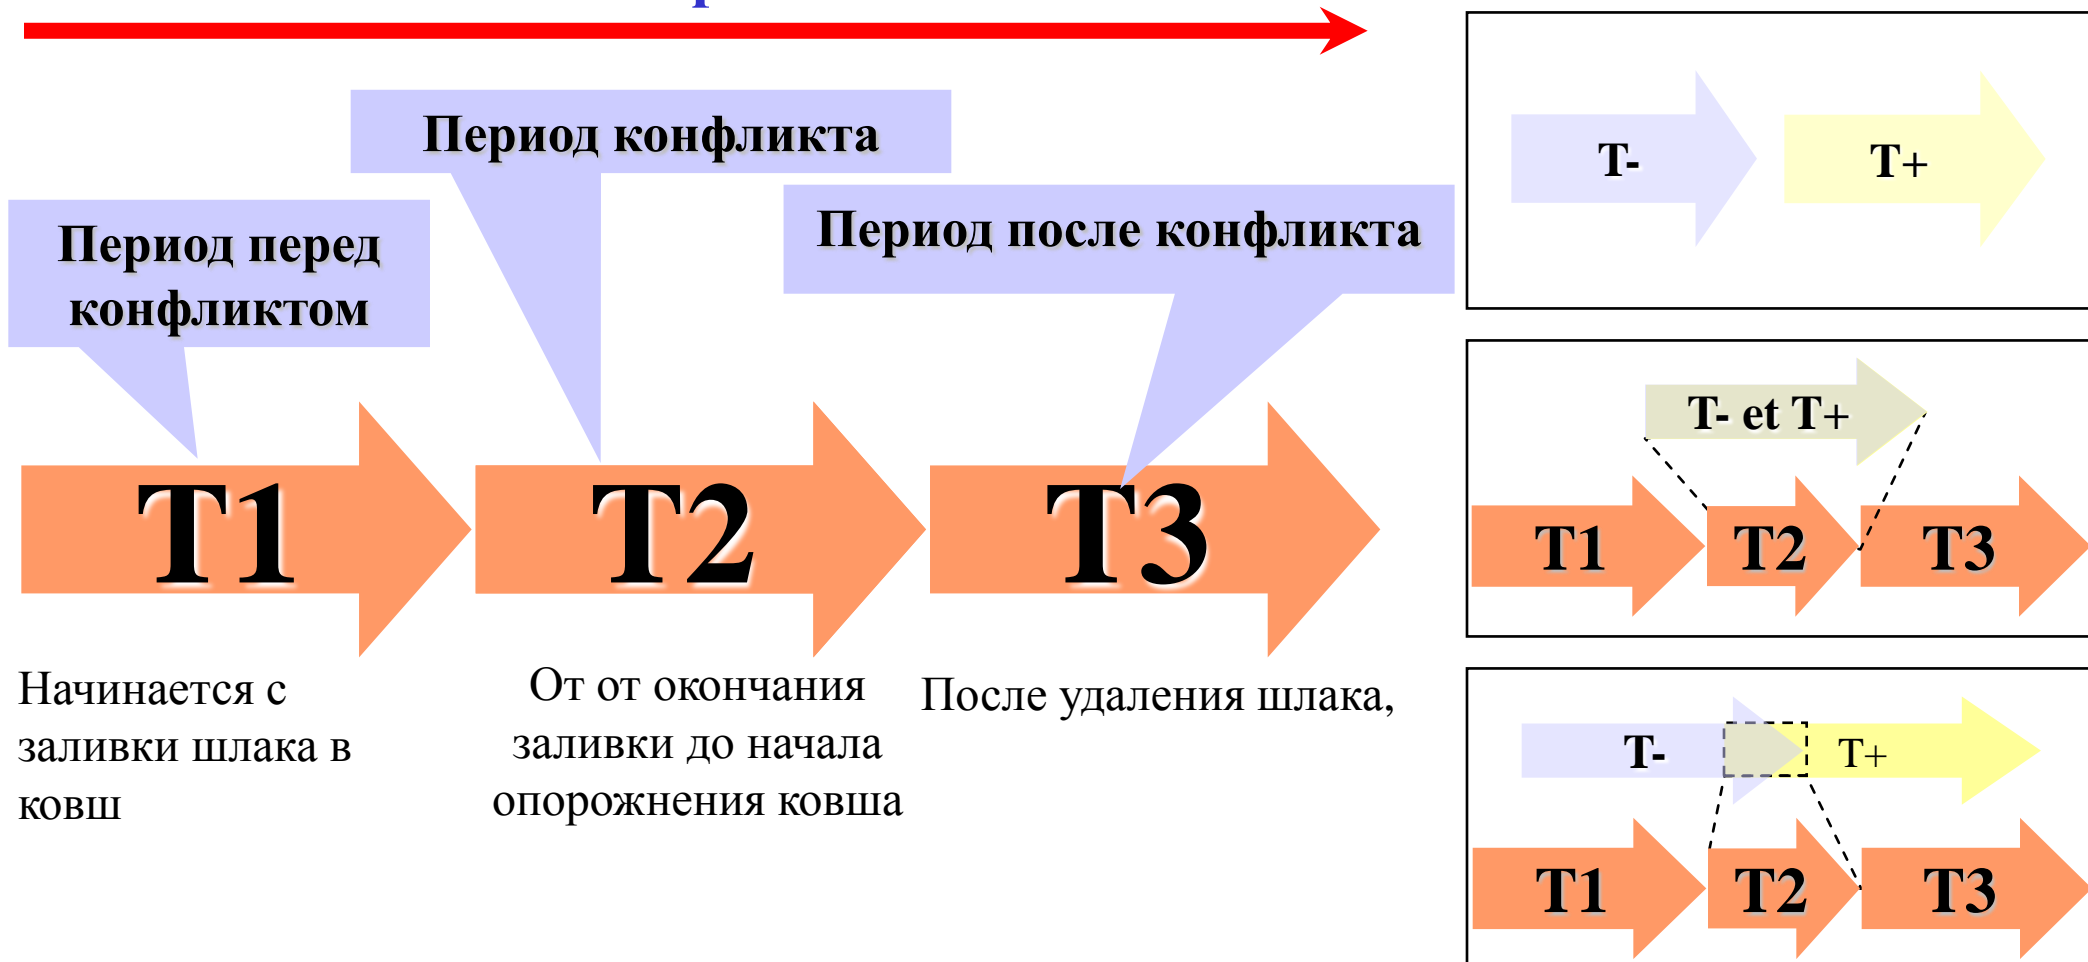 Период конфликта
Период перед
конфликтом
Период после конфликта
T1
T2
T3
Начинается с
заливки шлака в
ковш
От от окончания
заливки до начала
опорожнения ковша
После удаления шлака,
T-
T+
T- et T+
T1
T2
T3
T-
T+
T1
T2
T3